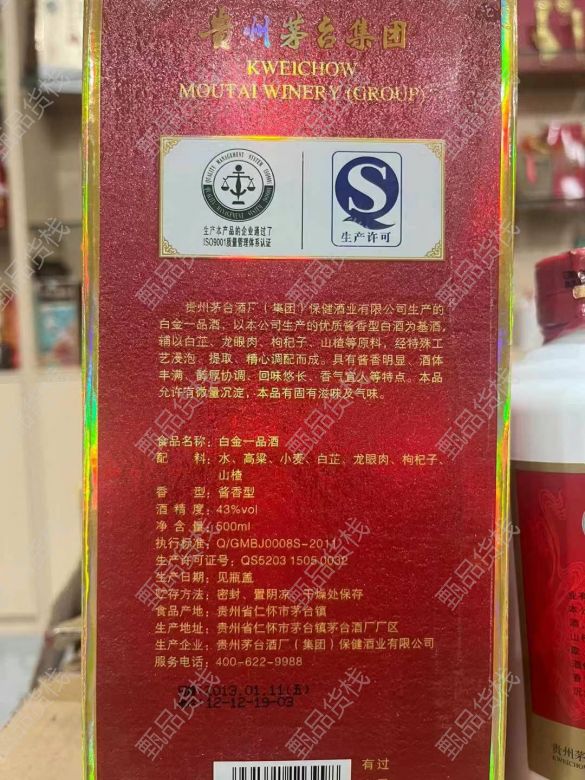 贵州茅台集团
KWEICHOW
MOUTAI WINERY (GROUP)
QUALITY MANAGEMENT SYSTEM
生产本产品的企业通过了
ISO9001质量管理体系认证
S
生产许可
贵州茅台酒厂（集团）保健酒业有限公司生产的
白金一品酒，以本公司生产的优质酱香型白酒为基酒，
辅以白芷、龙眼肉、枸杞子、山楂等原料，经特殊工
艺浸泡、提取、精心调配而成。具有酱香明显、酒体
丰满、醇厚协调、回味悠长、香气宜人等特点。本品
允许有微量沉淀，本品有固有滋味及气味。
食品名称：白金一品酒
配 料：水、高粱、小麦、白芷、龙眼肉、枸杞子、
山楂
香 型：酱香型
酒 精 度：43%vol
净 含 量：500ml
执行标准：Q/GMBJ0008S-2011
生产许可证号：QS5203 1505 0032
生产日期：见瓶盖
贮存方法：密封、置阴凉、干燥处保存
食品产地：贵州省仁怀市茅台镇
生产地址：贵州省仁怀市茅台镇茅台酒厂厂区
生产企业：贵州茅台酒厂（集团）保健酒业有限公司
服务电话：400-622-9988
2013.01.11(五)
12-12-19-03
有过
贵州茅
KWEICHO
甄品货栈